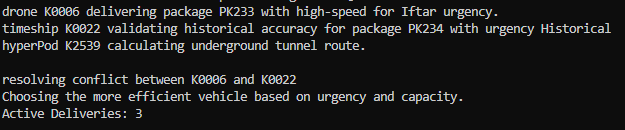 drone K0006 delivering package PK233 with high-speed for Iftar urgency.
timeship K0022 validating historical accuracy for package PK234 with urgency Historical
hyperPod K2539 calculating underground tunnel route.
resolving conflict between K0006 and K0022
Choosing the more efficient vehicle based on urgency and capacity.
Active Deliveries: 3